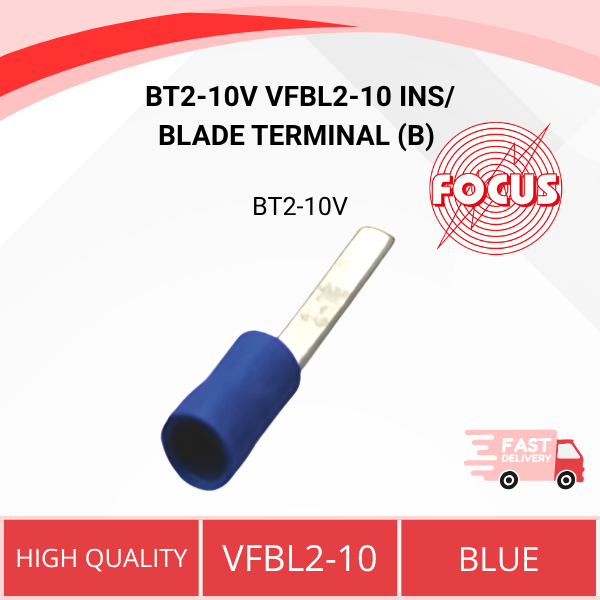 BT2-10V VFBL2-10 INS/
BLADE TERMINAL (B)
FOCUS
BT2-10V
FAST
DELIVERY
HIGH QUALITY
VFBL2-10
BLUE